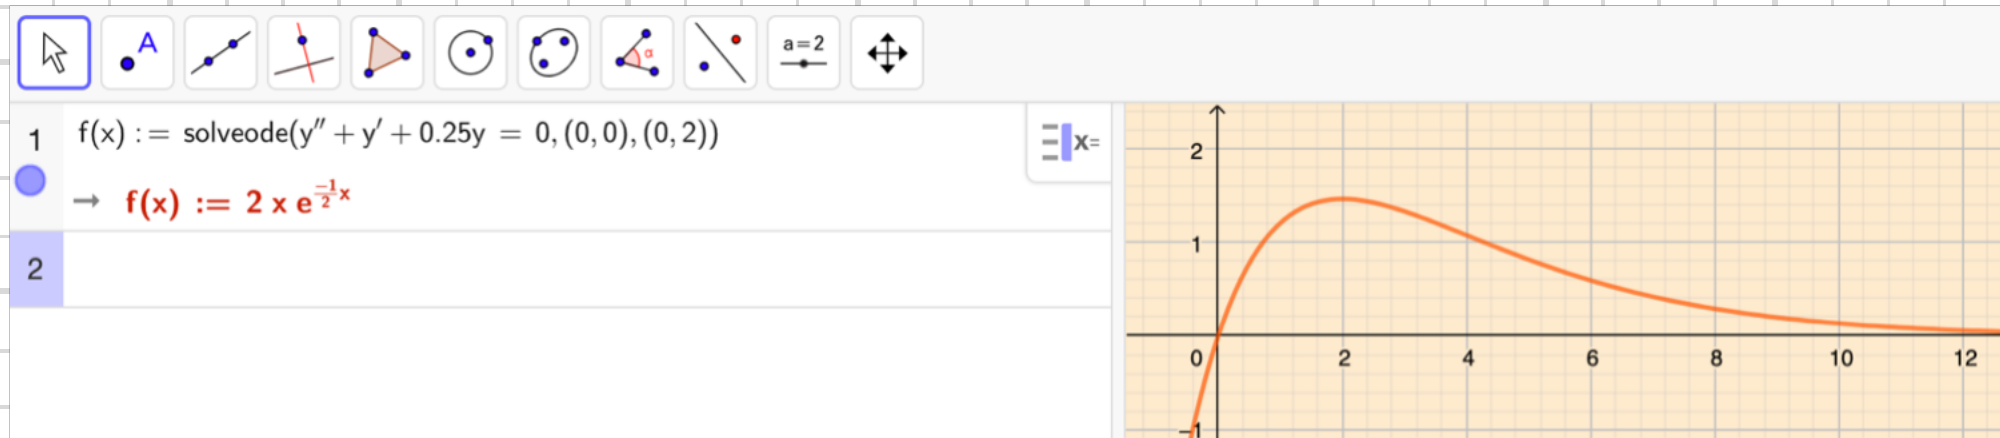 A
α
a=2
1
f(x) := solveode(y″ + y′ + 0.25y = 0, (0, 0), (0, 2))
x=
→ f(x) := 2 x e^(-1/2 x)
2
2
1
0 2 4 6 8 10 12
-1